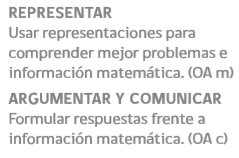 REPRESENTAR
Usar representaciones para
comprender mejor problemas e
información matemática. (OA m)
ARGUMENTAR Y COMUNICAR
Formular respuestas frente a
información matemática. (OA c)